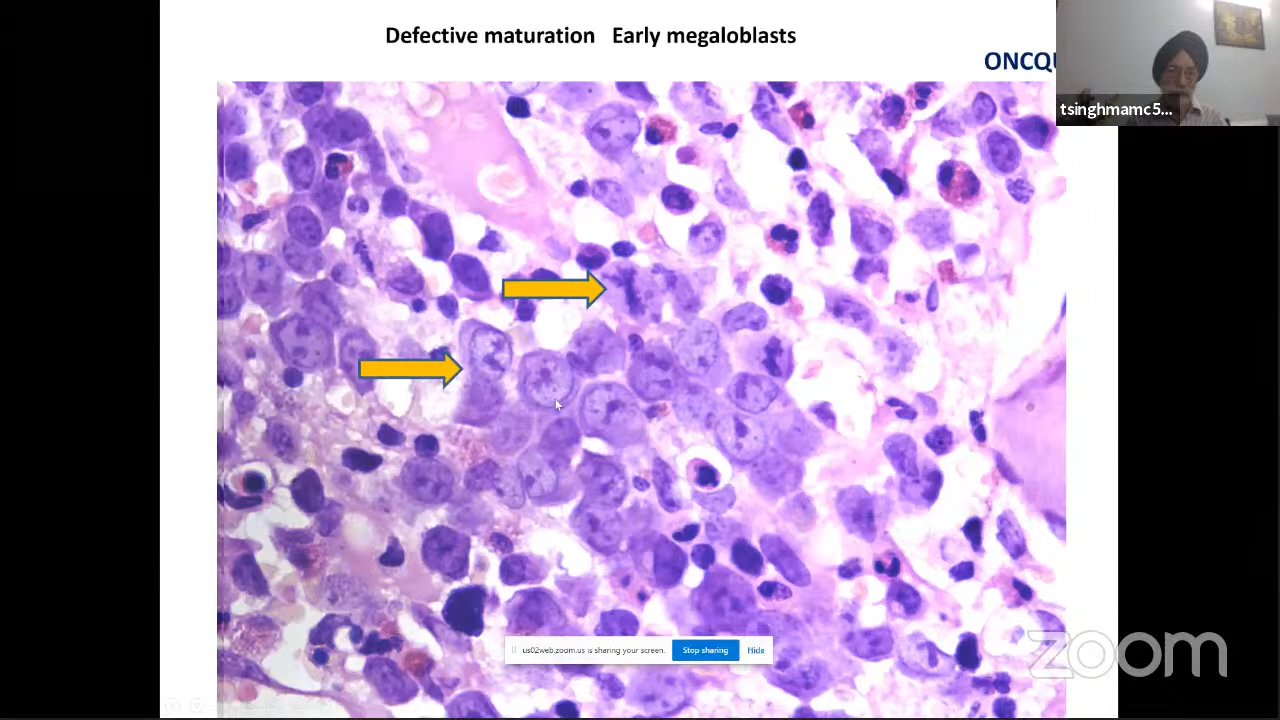 Defective maturation Early megaloblasts
ONCQU
tsinghmamc5...
us02web.zoom.us is sharing your screen.
Stop sharing
Hide
zoom